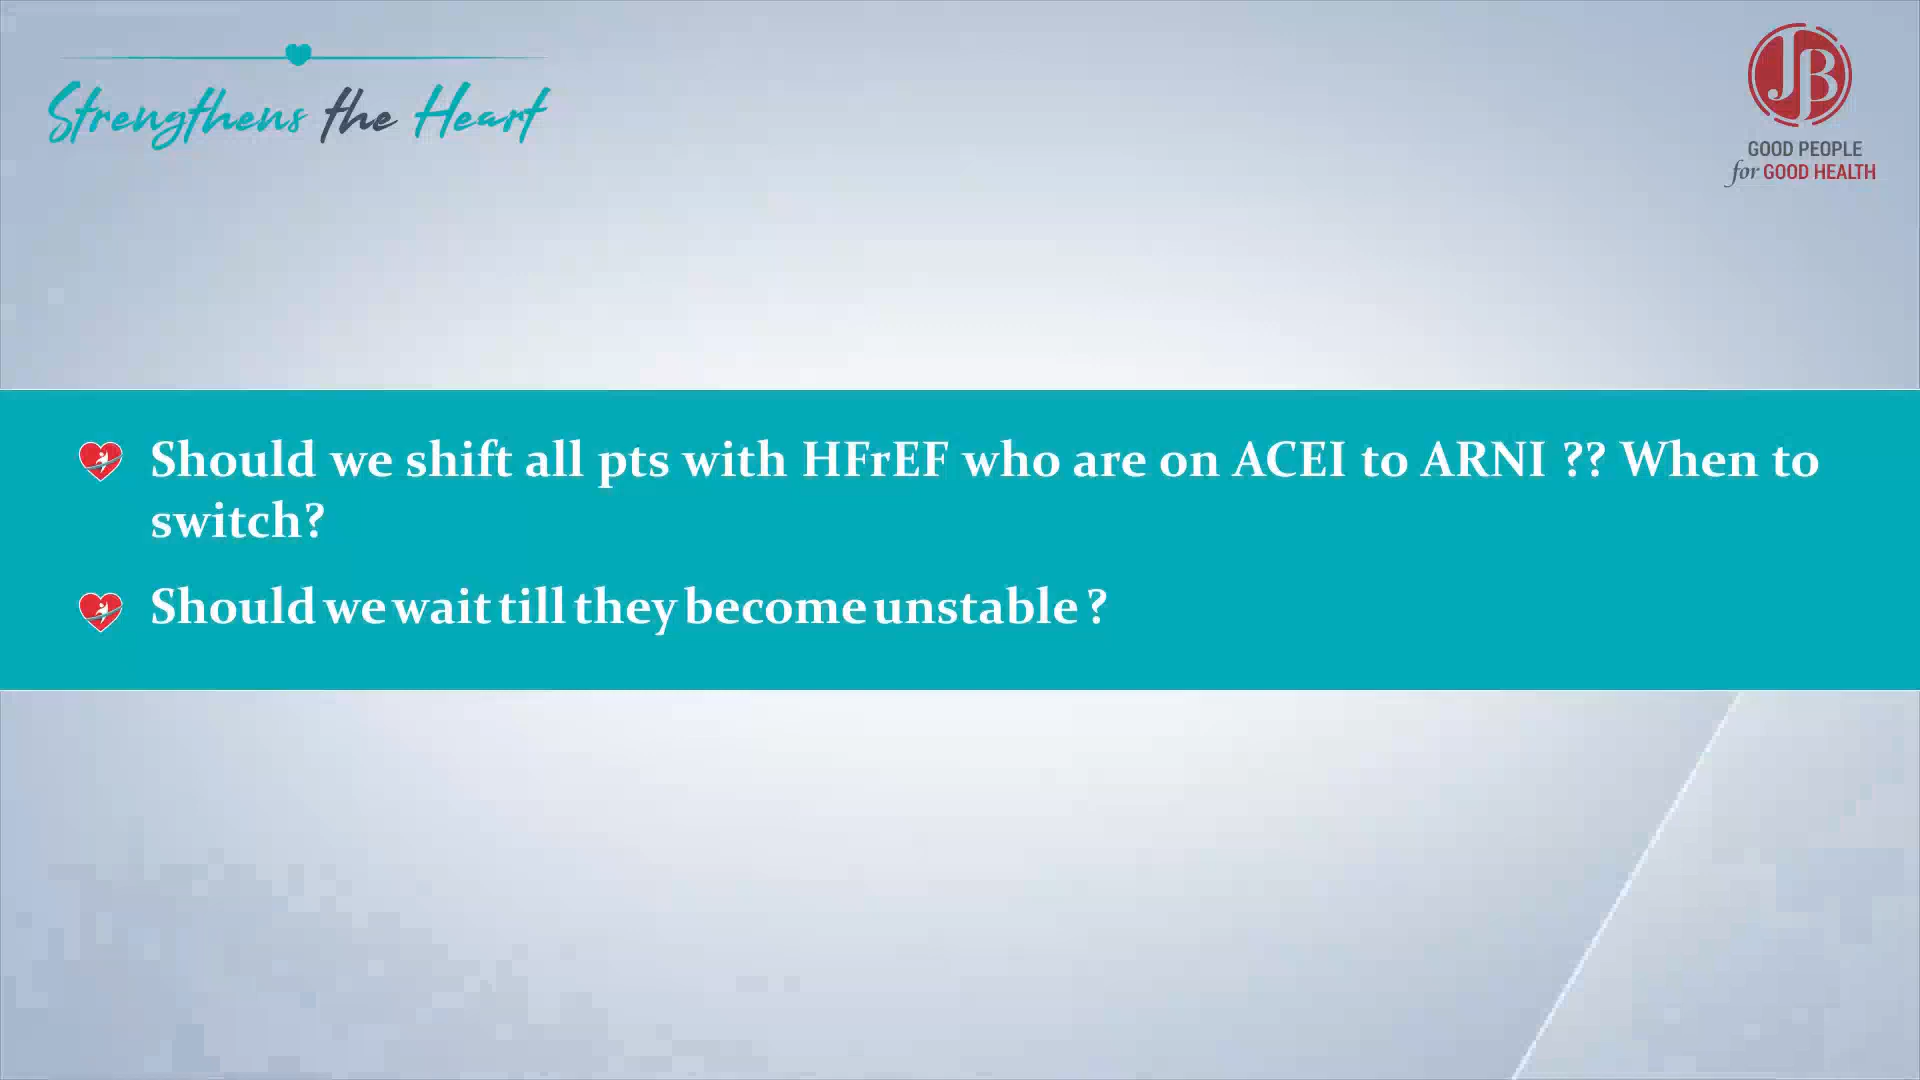 Strengthens the Heart
JB
GOOD PEOPLE
for GOOD HEALTH
Should we shift all pts with HFrEF who are on ACEI to ARNI ?? When to
switch?
Should we wait till they become unstable ?